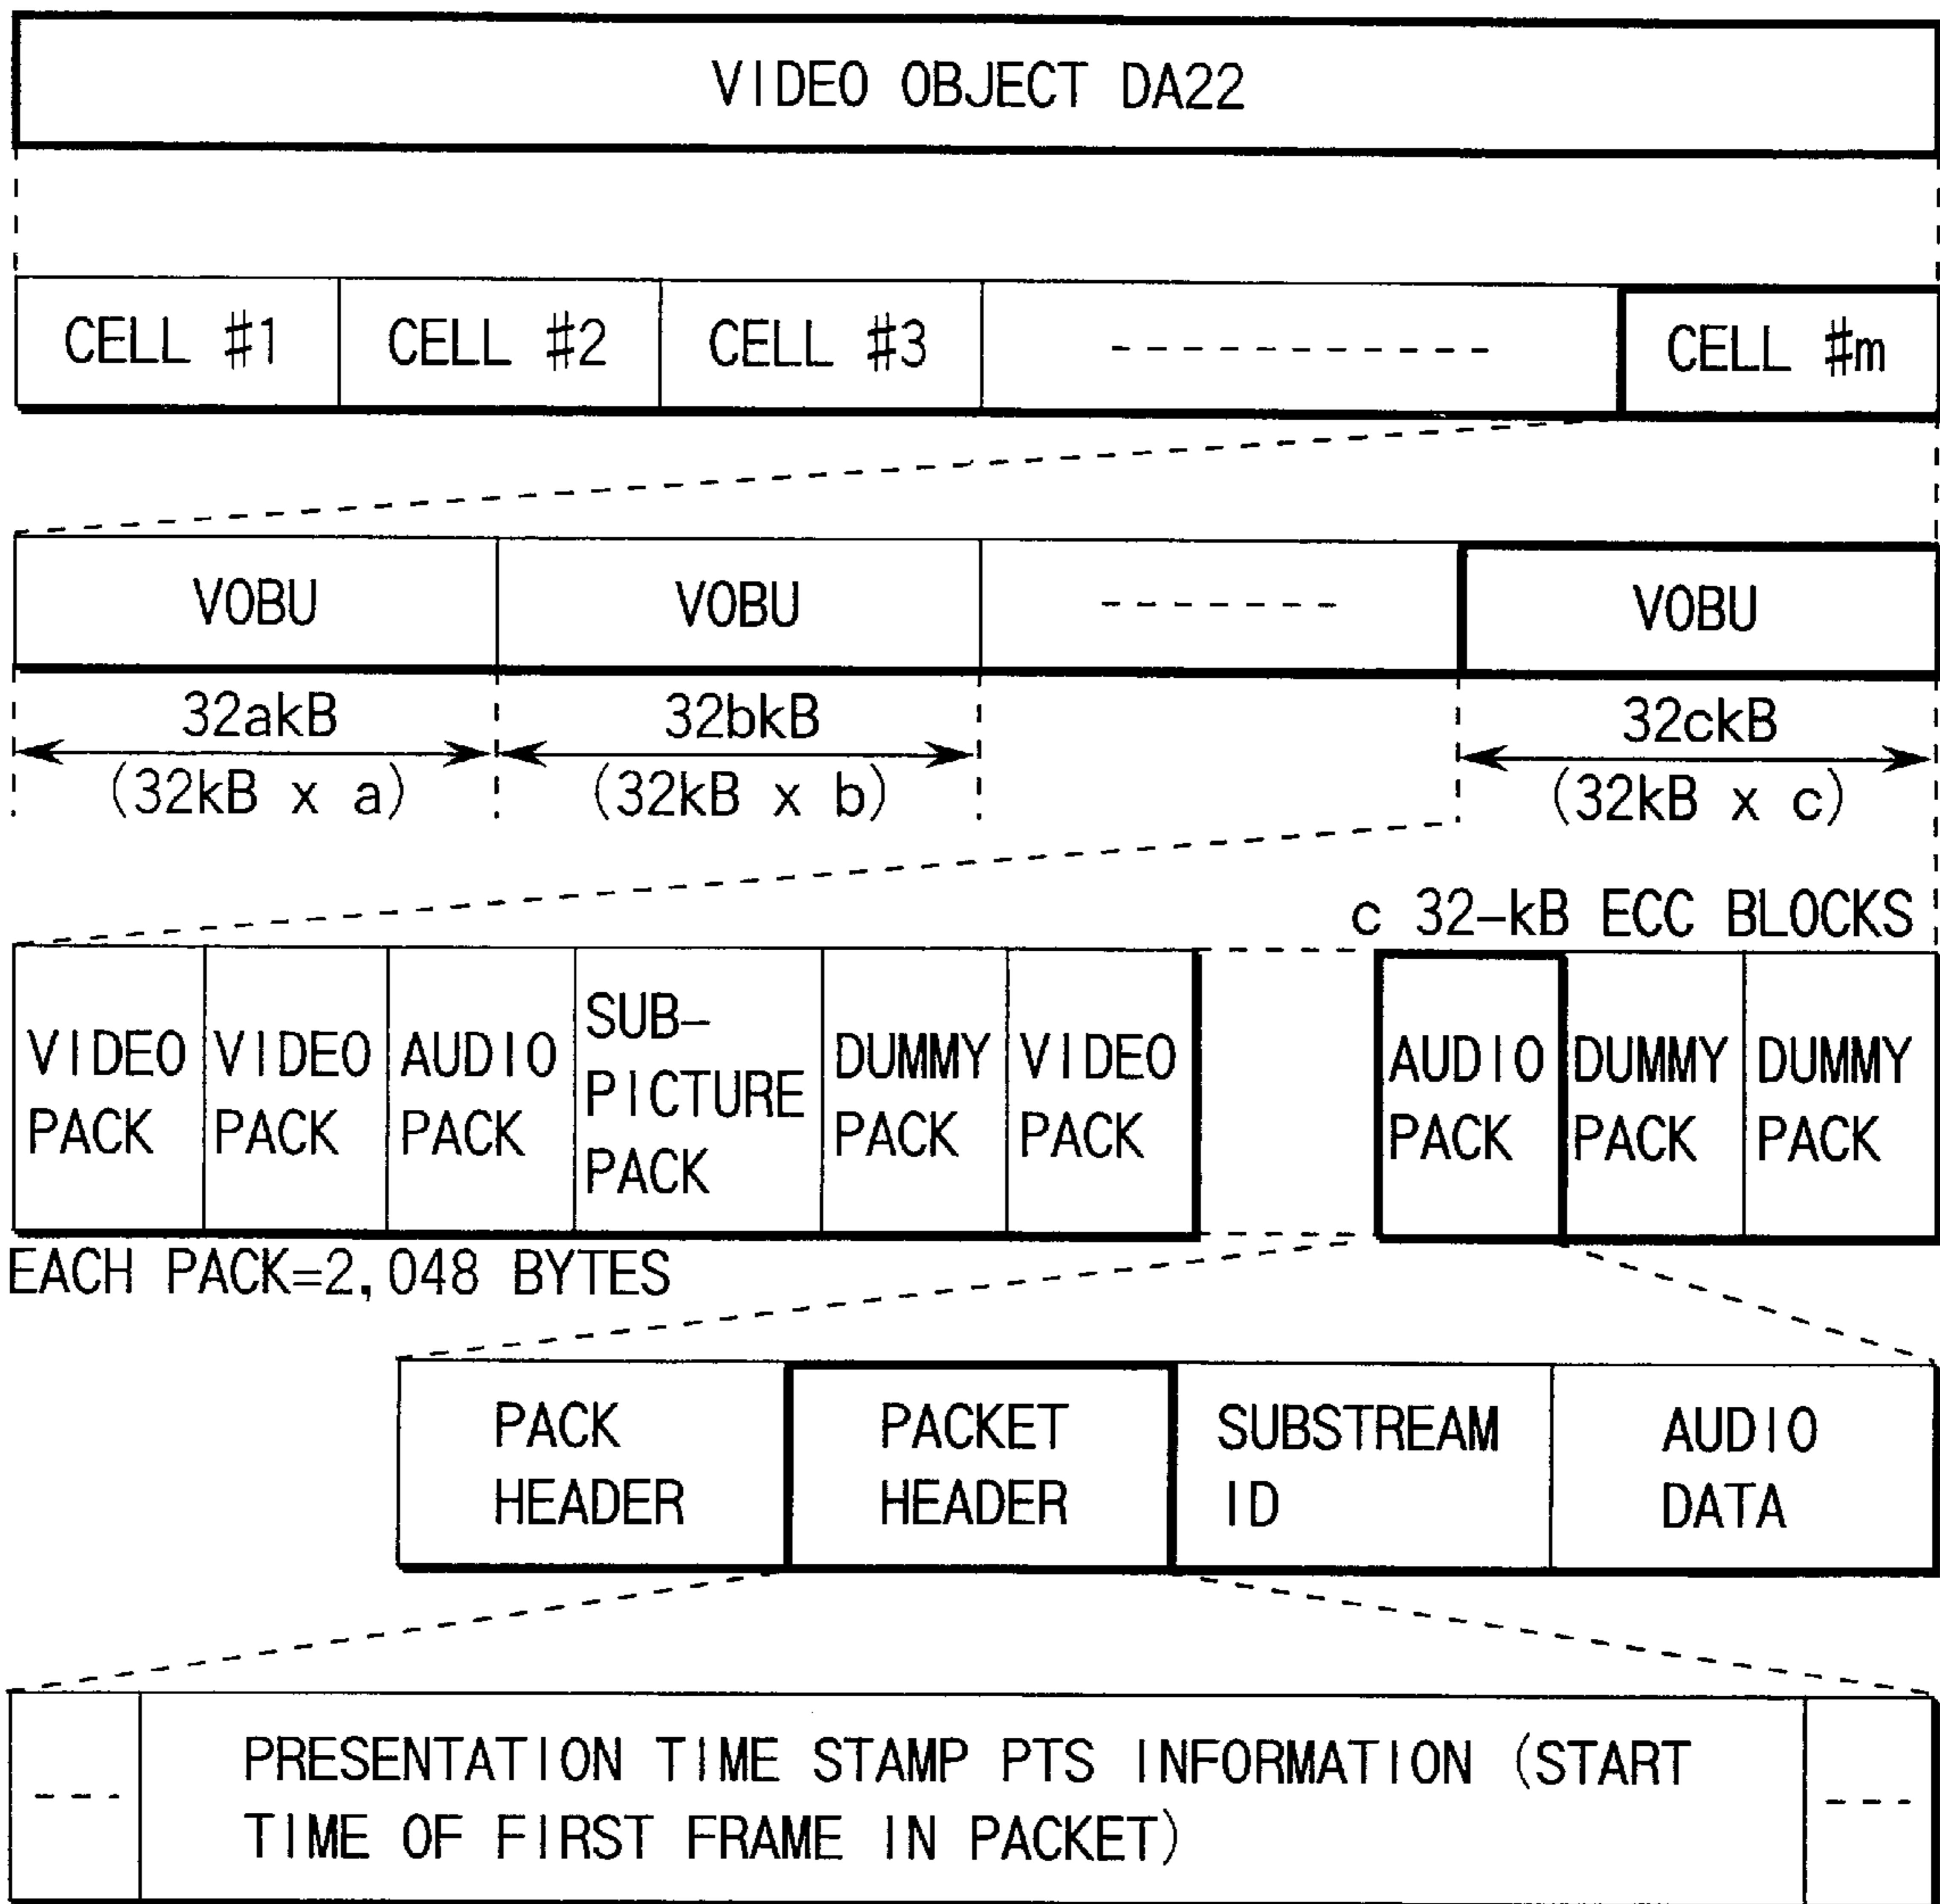 VIDEO OBJECT DA22
CELL #1 CELL #2 CELL #3 ------------ CELL #m
VOBU VOBU ------- VOBU
32akB 32bkB 32ckB
(32kB x a) (32kB x b) (32kB x c)
c 32-kB ECC BLOCKS
VIDEO PACK
VIDEO PACK
AUDIO PACK
SUB-
PICTURE
PACK
DUMMY PACK
VIDEO PACK
AUDIO PACK
DUMMY PACK
DUMMY PACK
EACH PACK=2,048 BYTES
PACK
HEADER
PACKET
HEADER
SUBSTREAM
ID
AUDIO
DATA
--- PRESENTATION TIME STAMP PTS INFORMATION (START ---
TIME OF FIRST FRAME IN PACKET)